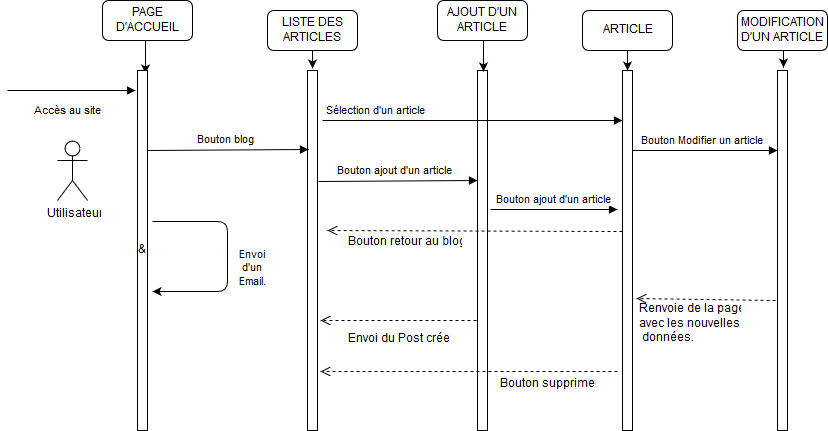 PAGE
D'ACCUEIL
LISTE DES
ARTICLES
AJOUT D'UN
ARTICLE
ARTICLE
MODIFICATION
D'UN ARTICLE
Accès au site
Sélection d'un article
Bouton blog
Bouton Modifier un article
Bouton ajout d'un article
Bouton ajout d'un article
Utilisateur
Bouton retour au blog
&
Envoi
d'un
Email.
Renvoie de la page
avec les nouvelles
données.
Envoi du Post crée
Bouton supprimer